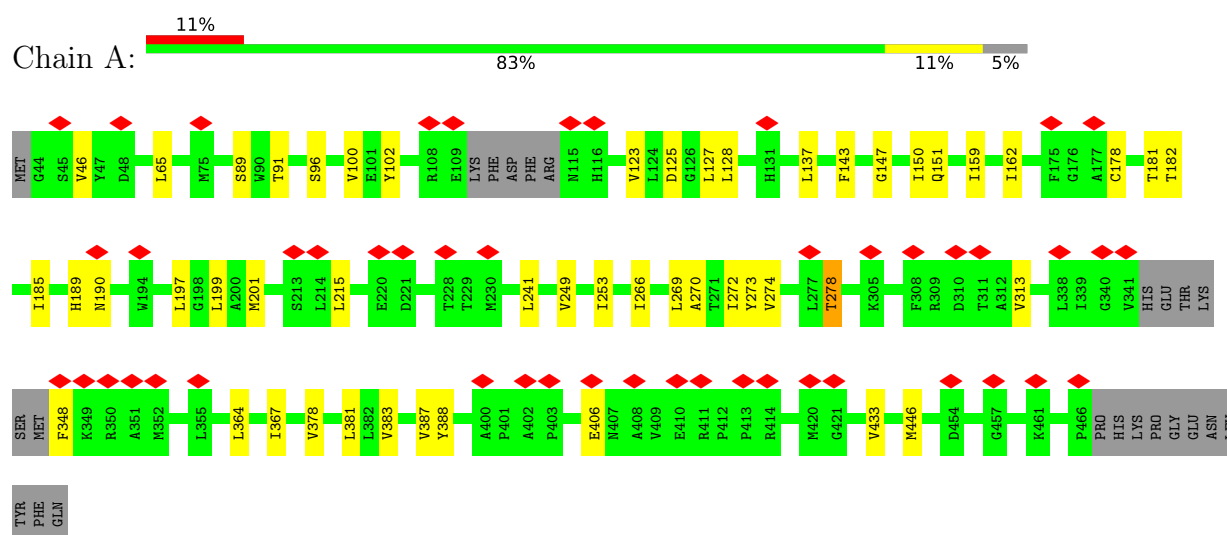 11%
Chain A:
83% 11% 5%
MET G44 S45 V46 Y47 D48 L65 M75 S89 W90 T91 S96 V100 E101 Y102 R108 E109 LYS PHE ASP PHE ARG N115 H116 V123 L124 D125 G126 L127 L128 H131 L137 F143 G147 I150 Q151 I159 I162 F175 G176 A177 C178 T181 T182
I185 H189 N190 W194 L197 G198 L199 A200 M201 S213 L214 L215 E220 D221 T228 T229 M230 L241 V249 I253 I266 L269 A270 T271 I272 Y273 V274 L277 T278 K305 F308 R309 D310 T311 A312 V313 L338 I339 G340 V341 HIS GLU THR LYS
SER MET F348 K349 R350 A351 M352 L355 L364 I367 V378 L381 L382 V383 V387 Y388 A400 P401 A402 P403 E406 N407 A408 V409 E410 R411 P412 P413 R414 M420 G421 V433 M446 D454 G457 K461 P466 PRO HIS LYS PRO GLY GLU ASN
TYR PHE GLN